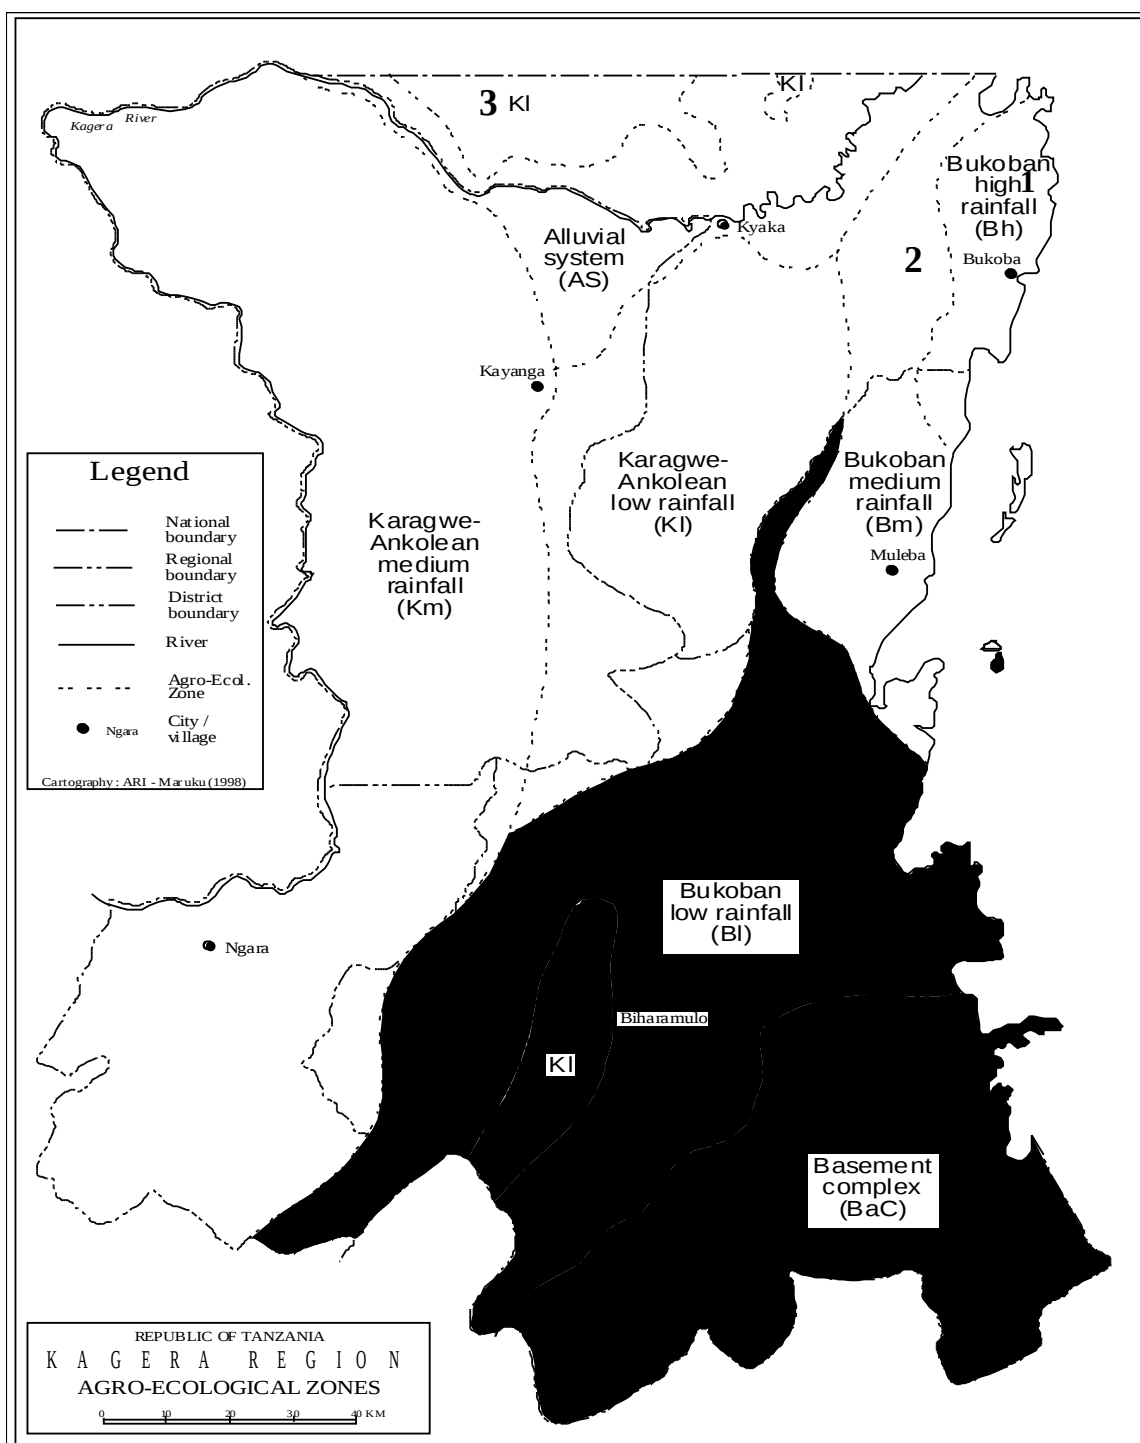 3 Kl
Kl
Kagera River
Bukoban
high
1
rainfall
(Bh)
Kyaka
Alluvial
system
(AS)
2
Bukoba
Kayanga
Karagwe-
Ankolean
low rainfall
(Kl)
Bukoban
medium
rainfall
(Bm)
Muleba
Karagwe-
Ankolean
medium
rainfall
(Km)
Legend
National
boundary
Regional
boundary
District
boundary
River
Agro-Ecol.
Zone
Ngara
City /
village
Cartography : ARI - Maruku (1998)
Bukoban
low rainfall
(Bl)
Ngara
Biharamulo
Kl
Basement
complex
(BaC)
REPUBLIC OF TANZANIA
KAGERA REGION
AGRO-ECOLOGICAL ZONES
0 10 20 30 40 KM